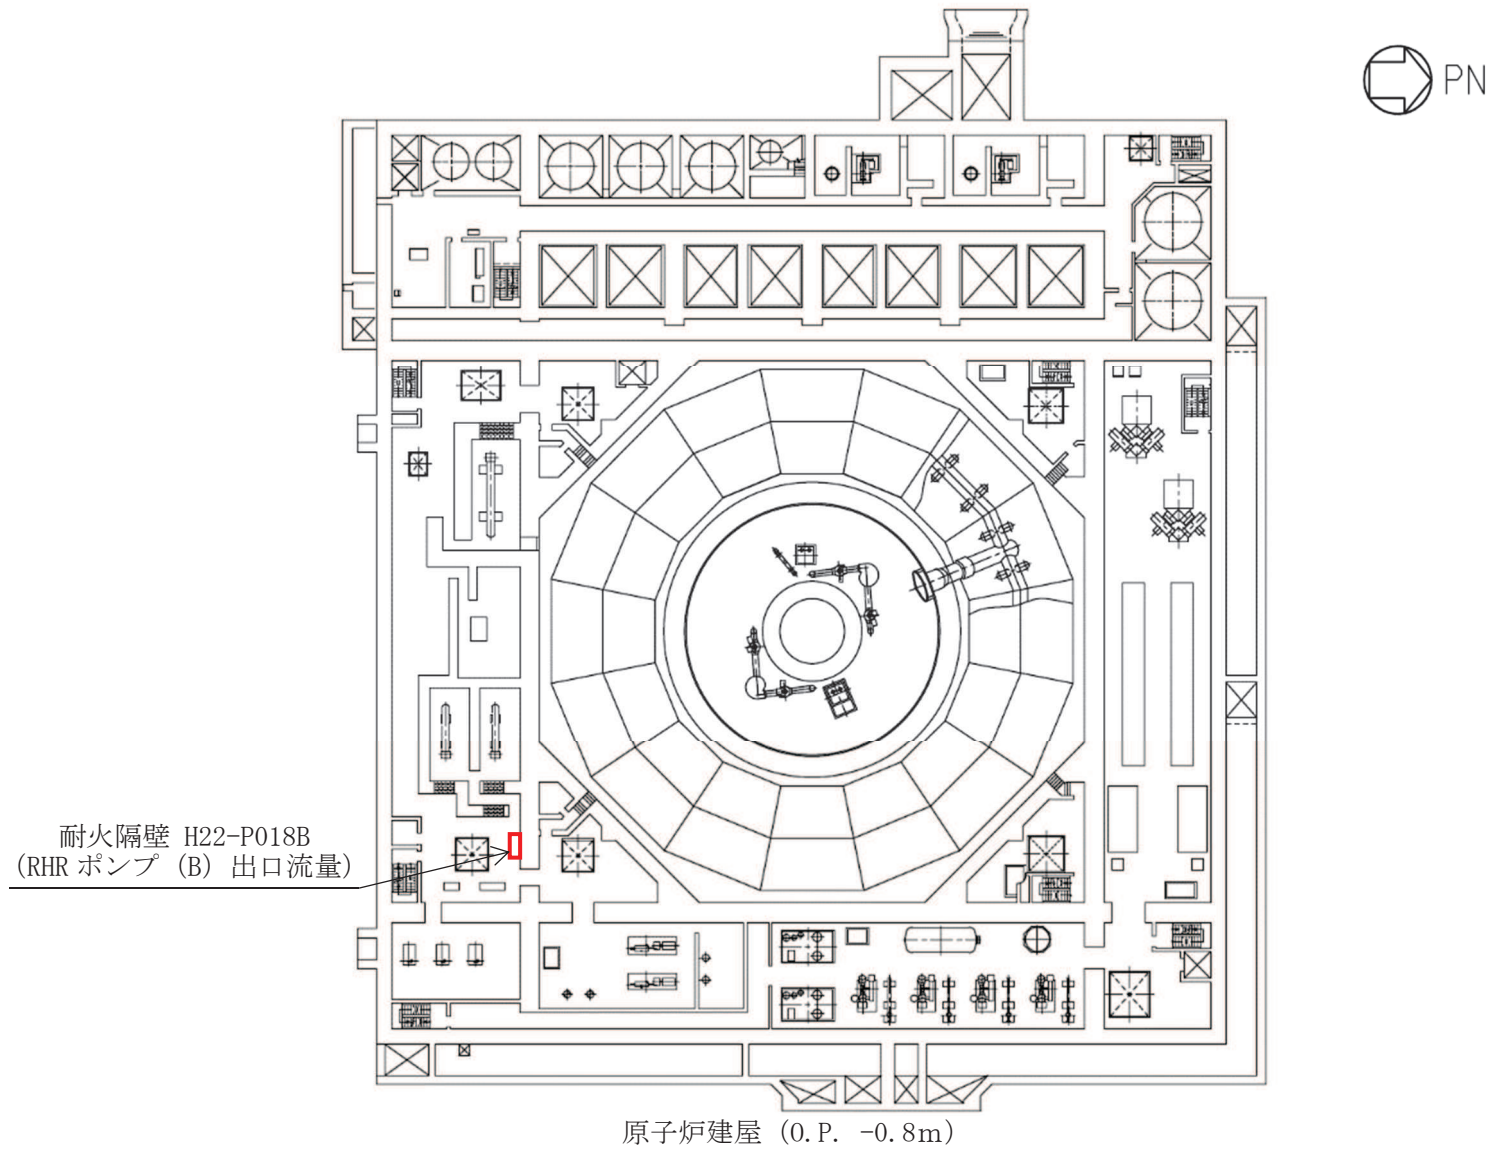 PN
耐火隔壁 H22-P018B
(RHR ポンプ (B) 出口流量)
原子炉建屋 (O.P. -0.8m)